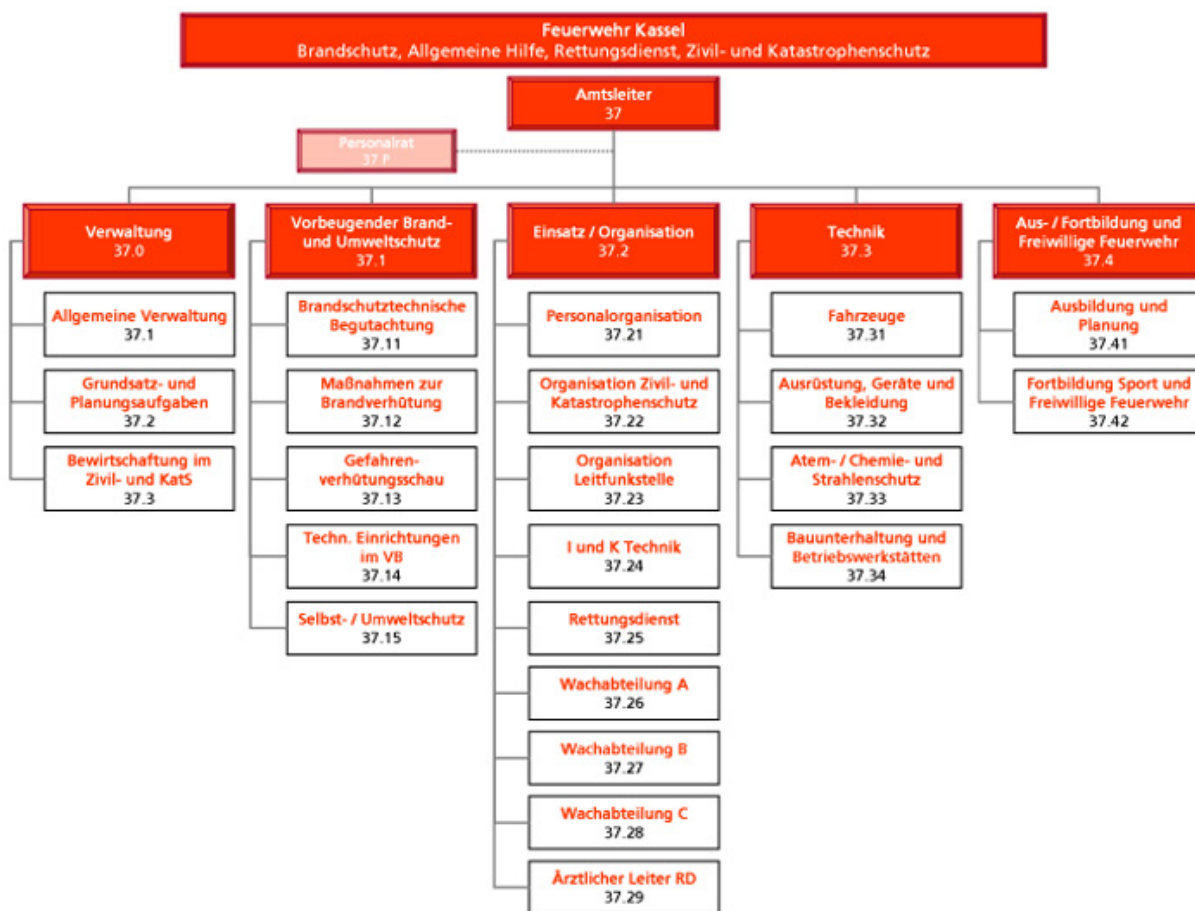 Feuerwehr Kassel
Brandschutz, Allgemeine Hilfe, Rettungsdienst, Zivil- und Katastrophenschutz
Amtsleiter
37
Personalrat
37 P
Verwaltung
37.0
Allgemeine Verwaltung
37.1
Grundsatz- und
Planungsaufgaben
37.2
Bewirtschaftung im
Zivil- und KatS
37.3
Vorbeugender Brand-
und Umweltschutz
37.1
Brandschutztechnische
Begutachtung
37.11
Maßnahmen zur
Brandverhütung
37.12
Gefahren-
verhütungsschau
37.13
Techn. Einrichtungen
im VB
37.14
Selbst- / Umweltschutz
37.15
Einsatz / Organisation
37.2
Personalorganisation
37.21
Organisation Zivil- und
Katastrophenschutz
37.22
Organisation
Leitfunkstelle
37.23
I und K Technik
37.24
Rettungsdienst
37.25
Wachabteilung A
37.26
Wachabteilung B
37.27
Wachabteilung C
37.28
Ärztlicher Leiter RD
37.29
Technik
37.3
Fahrzeuge
37.31
Ausrüstung, Geräte und
Bekleidung
37.32
Atem- / Chemie- und
Strahlenschutz
37.33
Bauunterhaltung und
Betriebswerkstätten
37.34
Aus- / Fortbildung und
Freiwillige Feuerwehr
37.4
Ausbildung und
Planung
37.41
Fortbildung Sport und
Freiwillige Feuerwehr
37.42